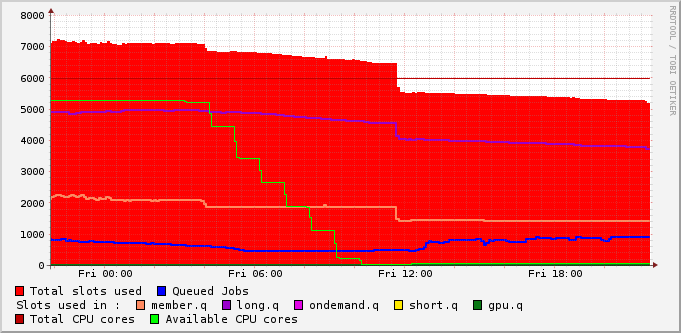 8000
7000
6000
5000
4000
3000
2000
1000
0
Fri 00:00 Fri 06:00 Fri 12:00 Fri 18:00
RRDTOOL / TOBI OETIKER
Total slots used Queued Jobs
Slots used in : member.q long.q ondemand.q short.q gpu.q
Total CPU cores Available CPU cores